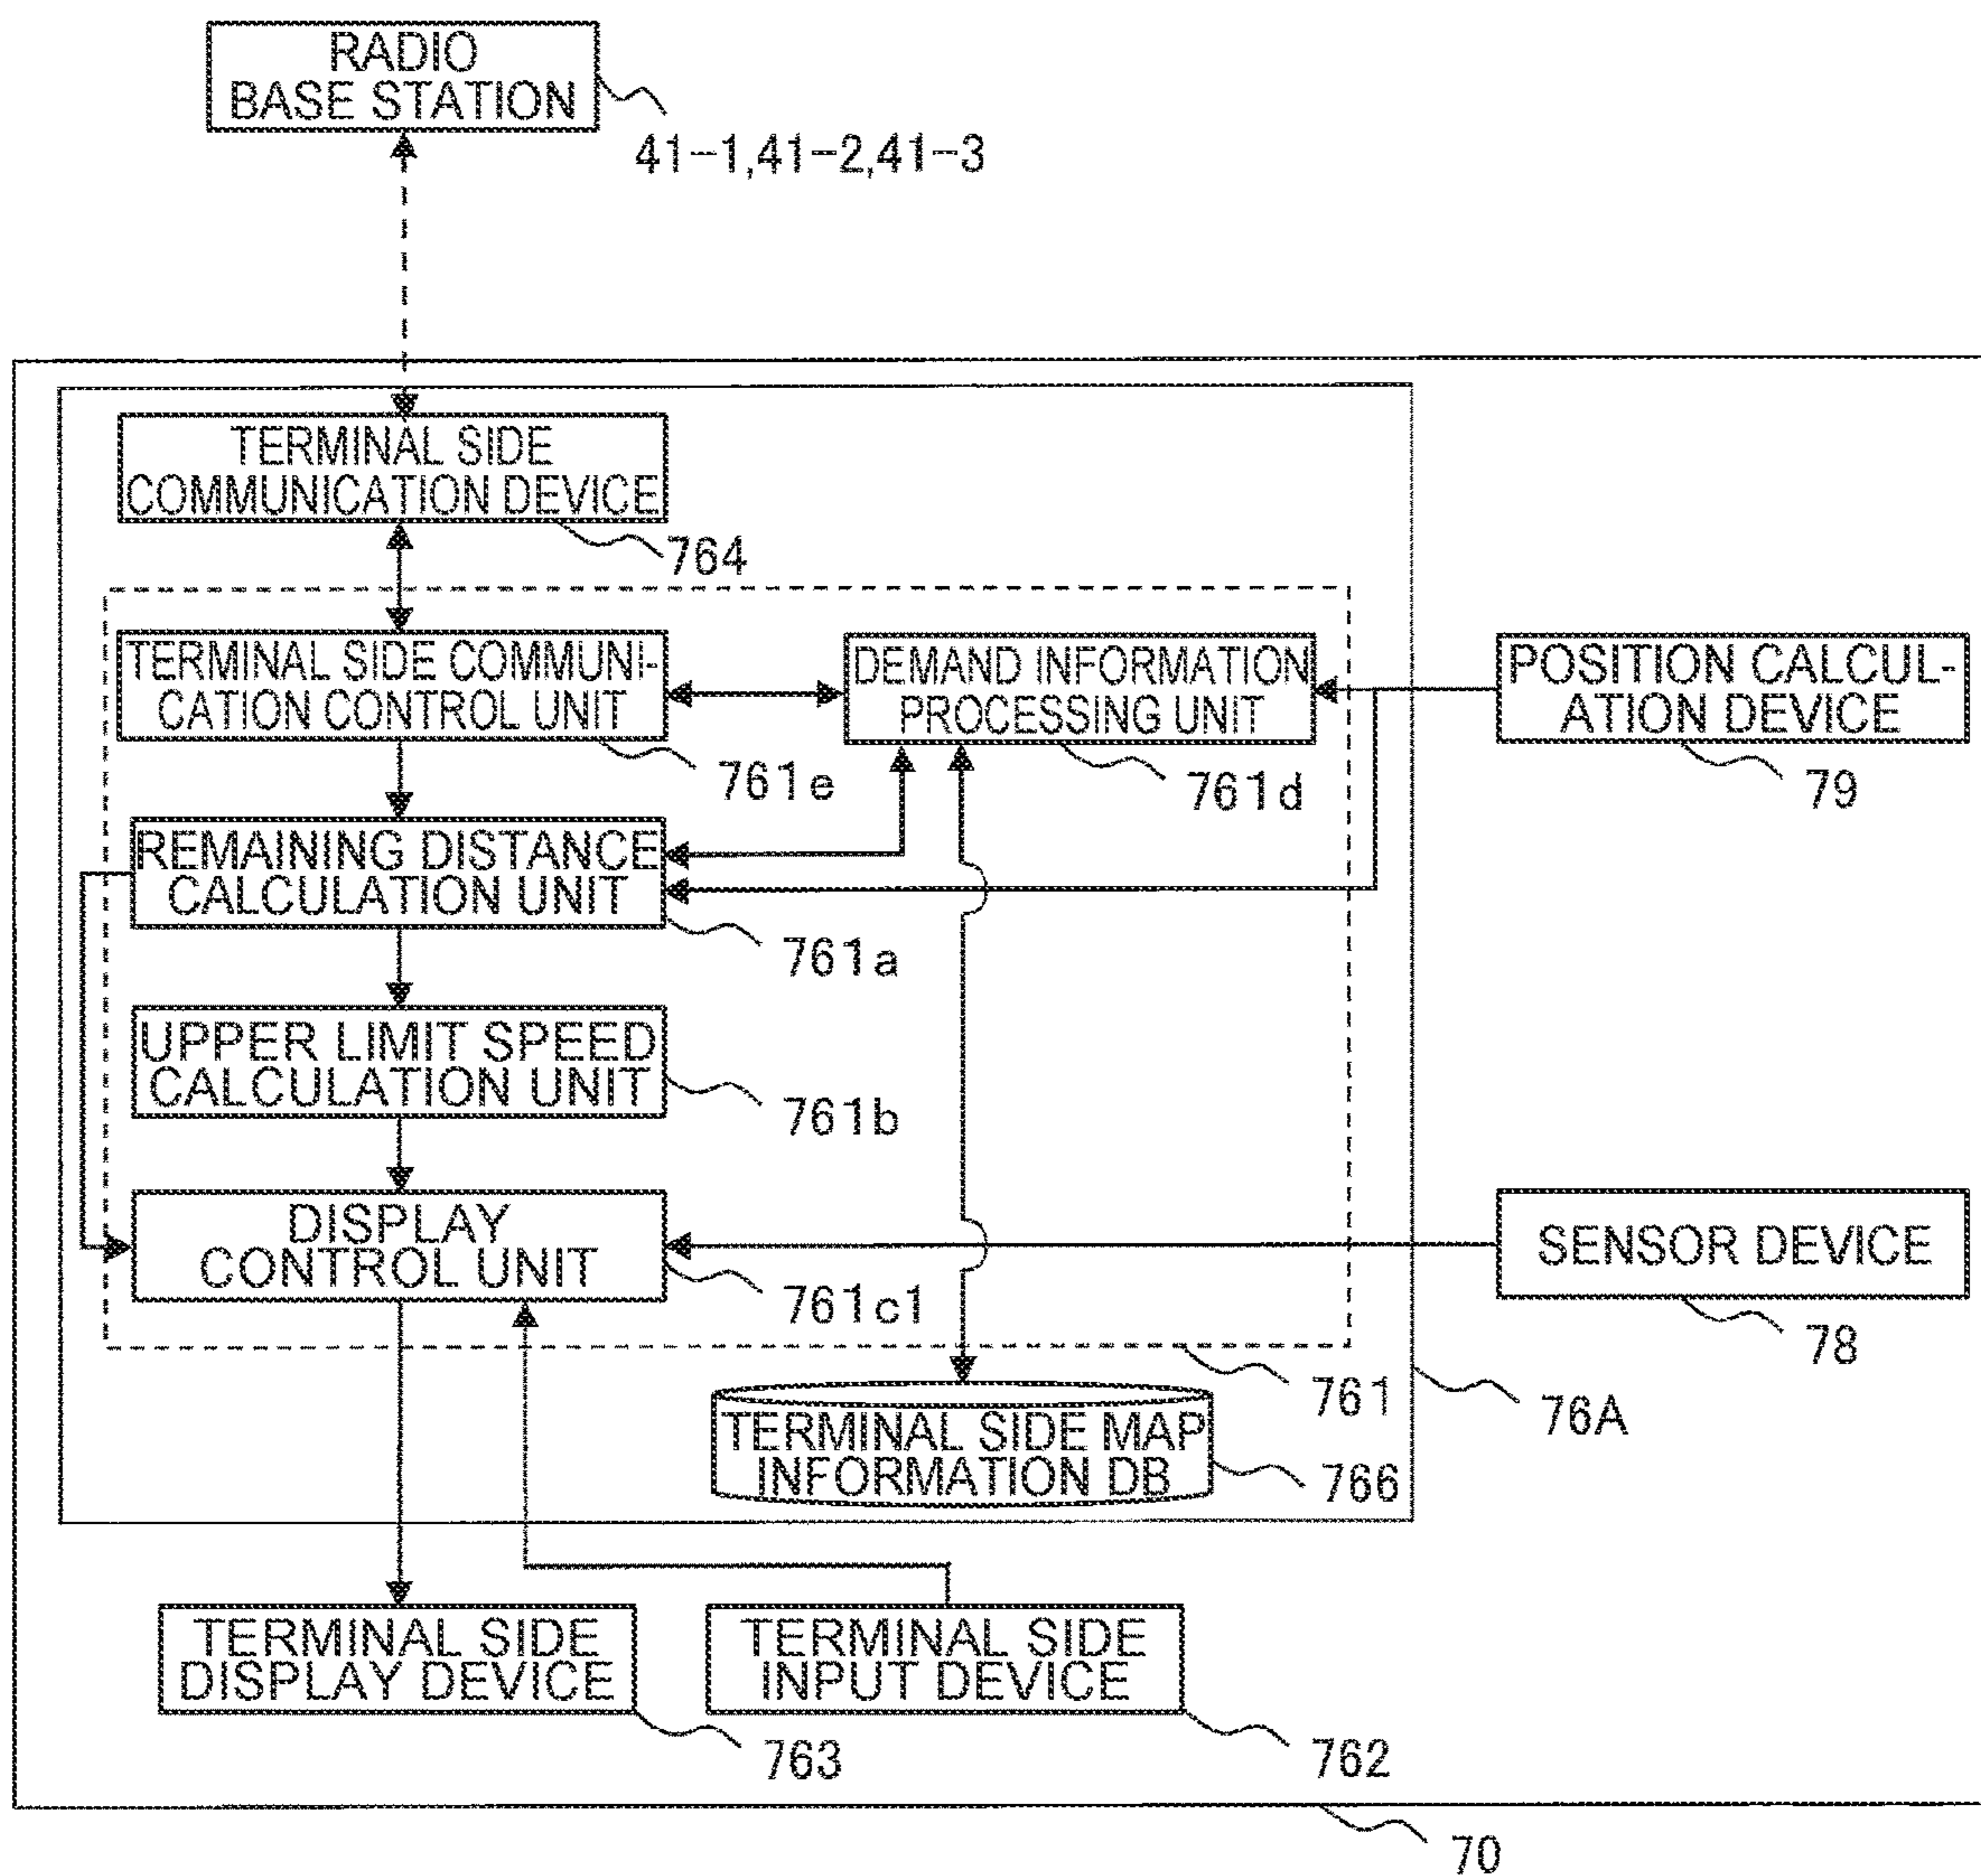 RADIO
BASE STATION
41-1,41-2,41-3
TERMINAL SIDE
COMMUNICATION DEVICE
764
TERMINAL SIDE COMMUNI-
CATION CONTROL UNIT
761e
DEMAND INFORMATION
PROCESSING UNIT
761d
POSITION CALCUL-
ATION DEVICE
79
REMAINING DISTANCE
CALCULATION UNIT
761a
UPPER LIMIT SPEED
CALCULATION UNIT
761b
DISPLAY
CONTROL UNIT
761c1
SENSOR DEVICE
78
761
76A
TERMINAL SIDE MAP
INFORMATION DB
766
TERMINAL SIDE
DISPLAY DEVICE
763
TERMINAL SIDE
INPUT DEVICE
762
70